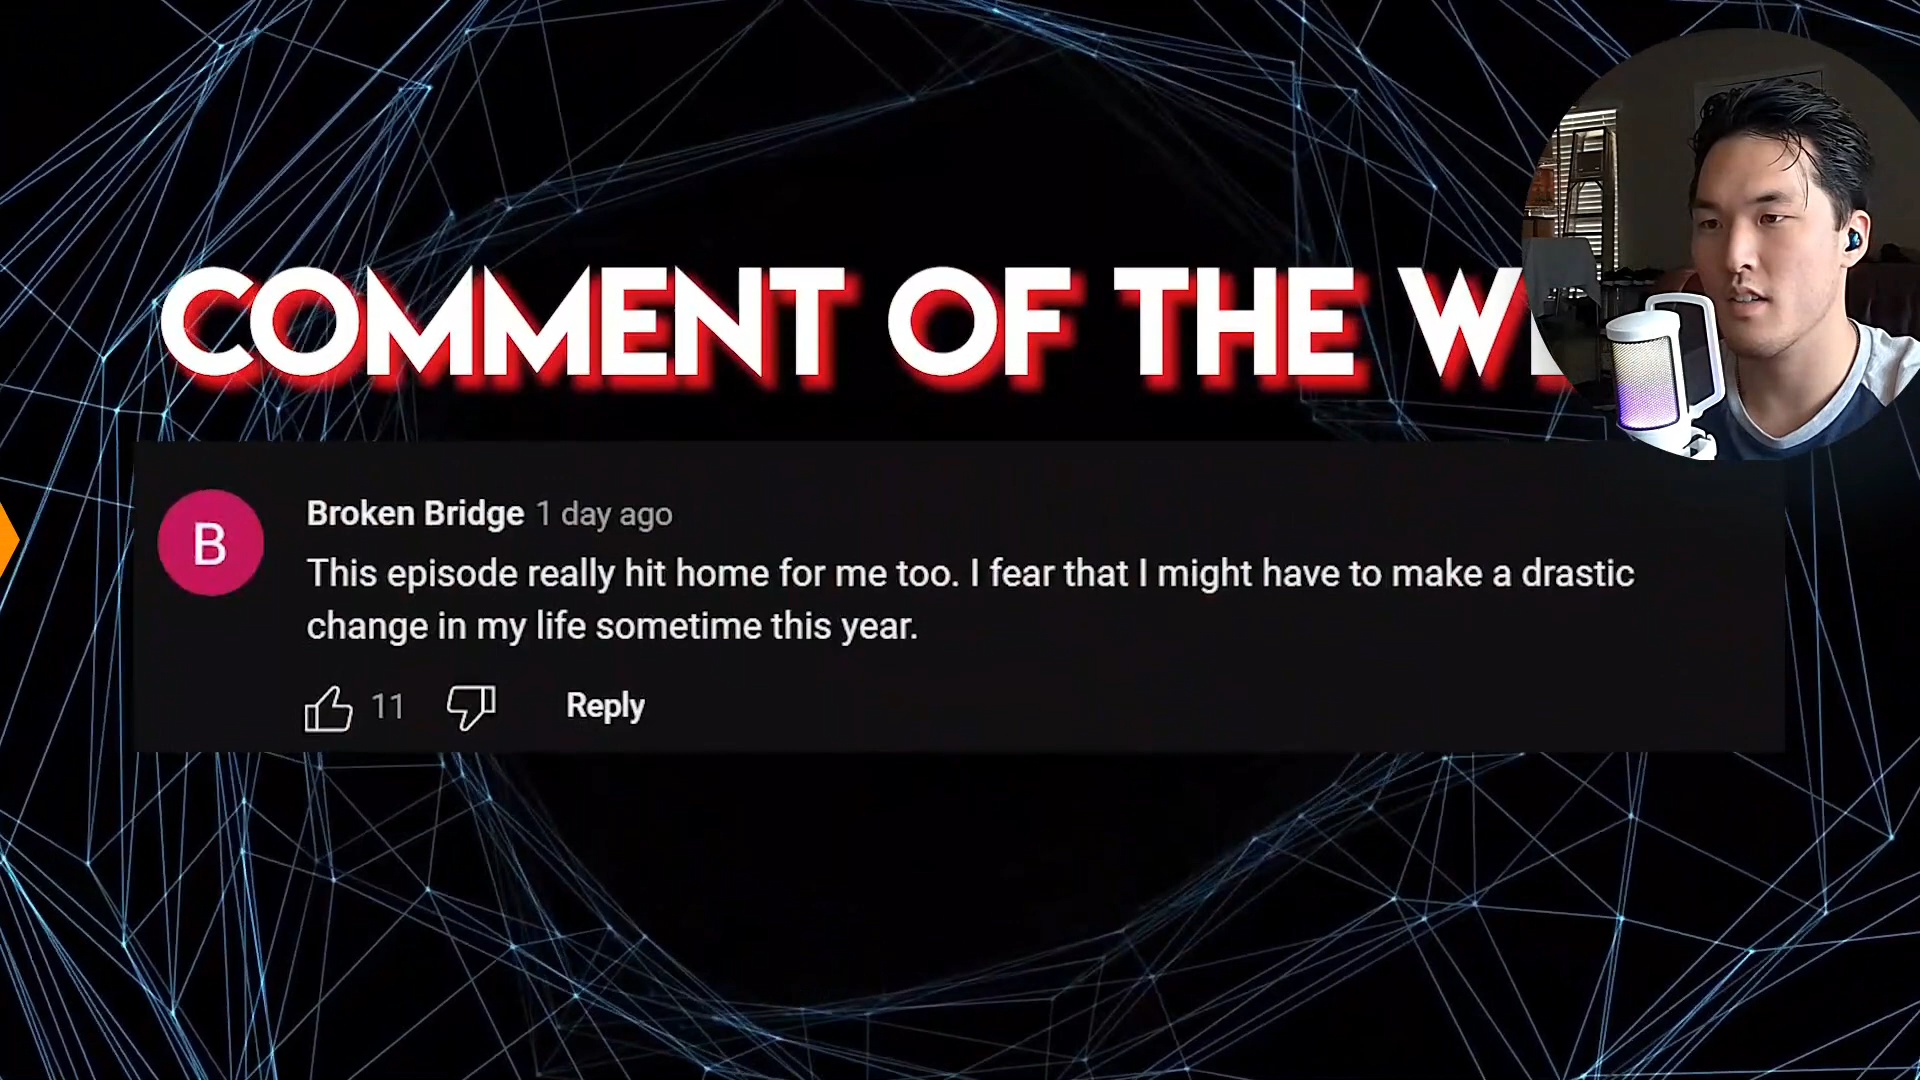 COMMENT OF THE
B
Broken Bridge 1 day ago
This episode really hit home for me too. I fear that I might have to make a drastic
change in my life sometime this year.
11 Reply